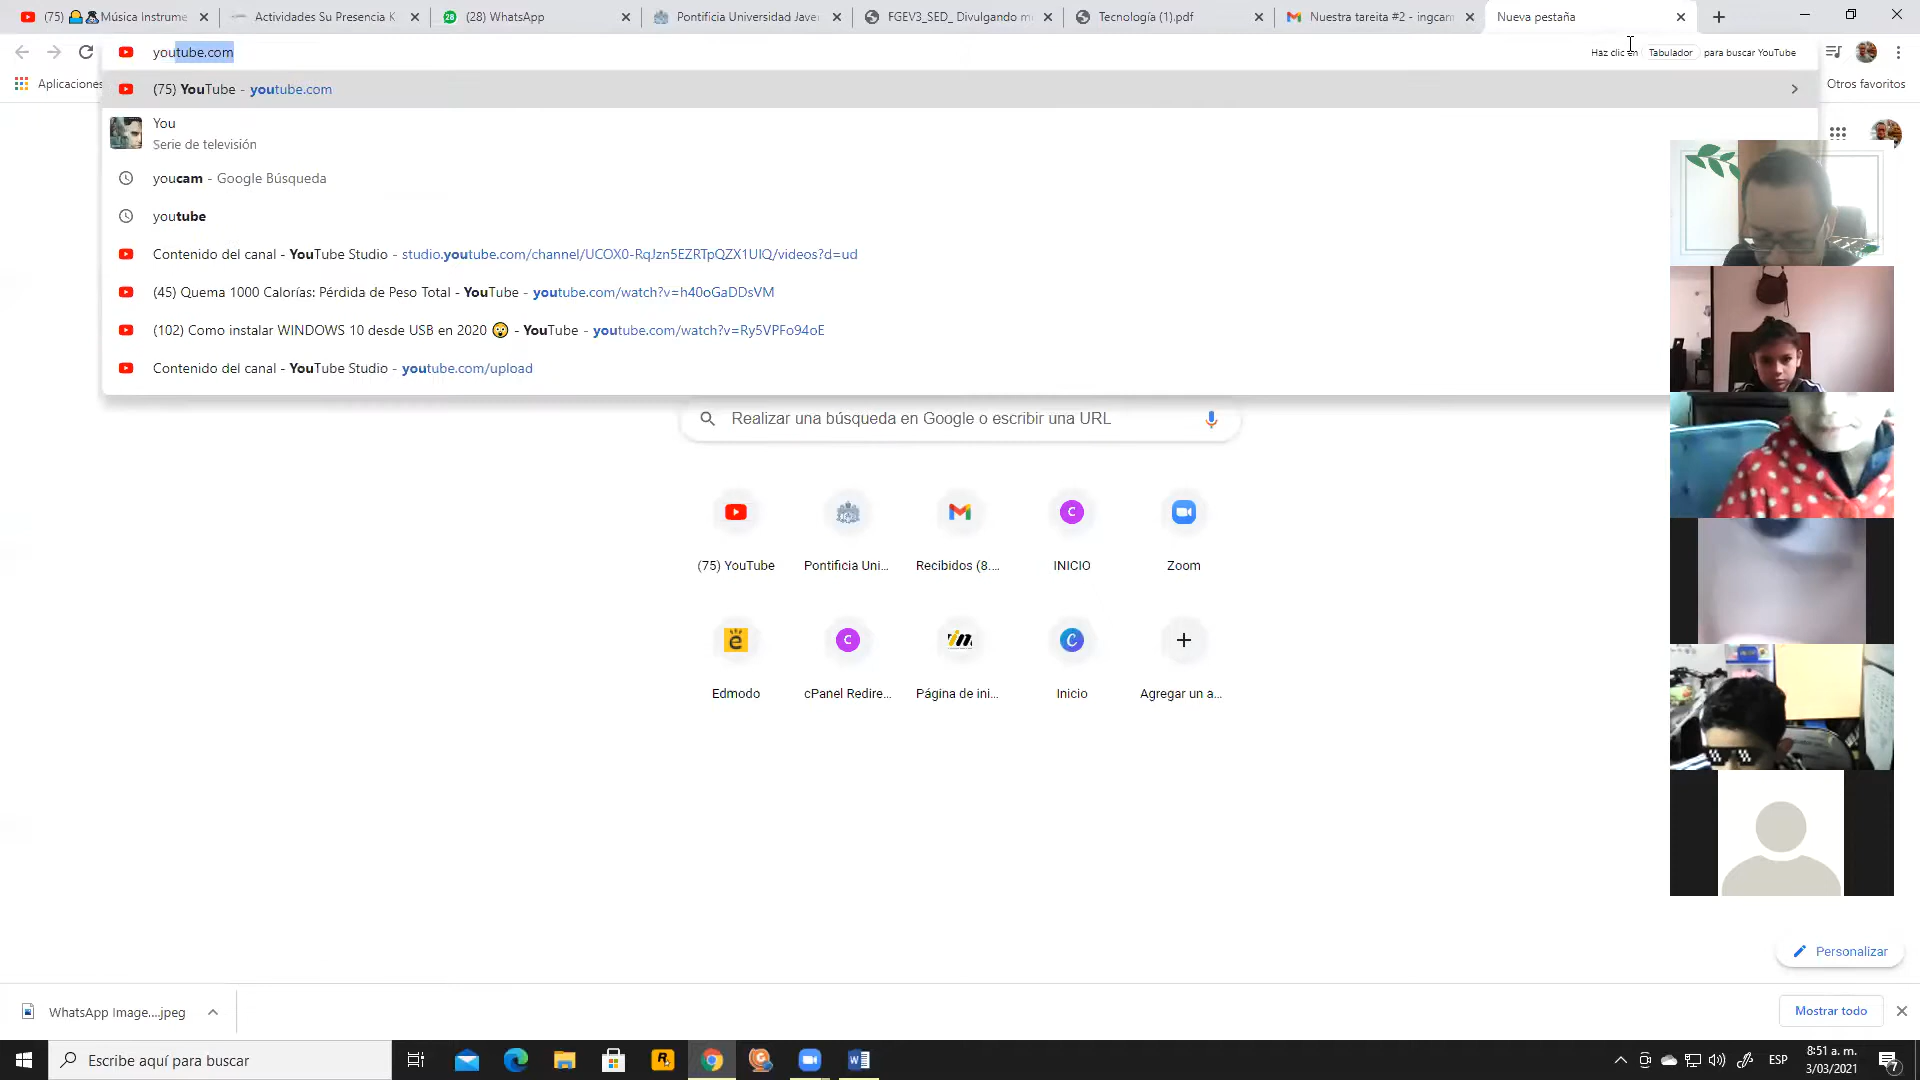 (75) Música Instrume
Actividades Su Presencia K
(28) WhatsApp
Pontificia Universidad Jave
FGEV3_SED_ Divulgando m
Tecnología (1).pdf
Nuestra tareita #2 - ingcam
Nueva pestaña
youtube.com
Haz clic en Tabulador para buscar YouTube
Aplicaciones
Otros favoritos
(75) YouTube - youtube.com
You
Serie de televisión
youcam - Google Búsqueda
youtube
Contenido del canal - YouTube Studio - studio.youtube.com/channel/UCOX0-RqJzn5EZRTpQZX1UIQ/videos?d=ud
(45) Quema 1000 Calorías: Pérdida de Peso Total - YouTube - youtube.com/watch?v=h40oGaDDsVM
(102) Como instalar WINDOWS 10 desde USB en 2020 😲 - YouTube - youtube.com/watch?v=Ry5VPFo94oE
Contenido del canal - YouTube Studio - youtube.com/upload
Realizar una búsqueda en Google o escribir una URL
(75) YouTube
Pontificia Uni...
Recibidos (8....
INICIO
Zoom
Edmodo
cPanel Redire...
Página de ini...
Inicio
Agregar un a...
Personalizar
WhatsApp Image....jpeg
Mostrar todo
Escribe aquí para buscar
ESP
8:51 a. m.
3/03/2021
7